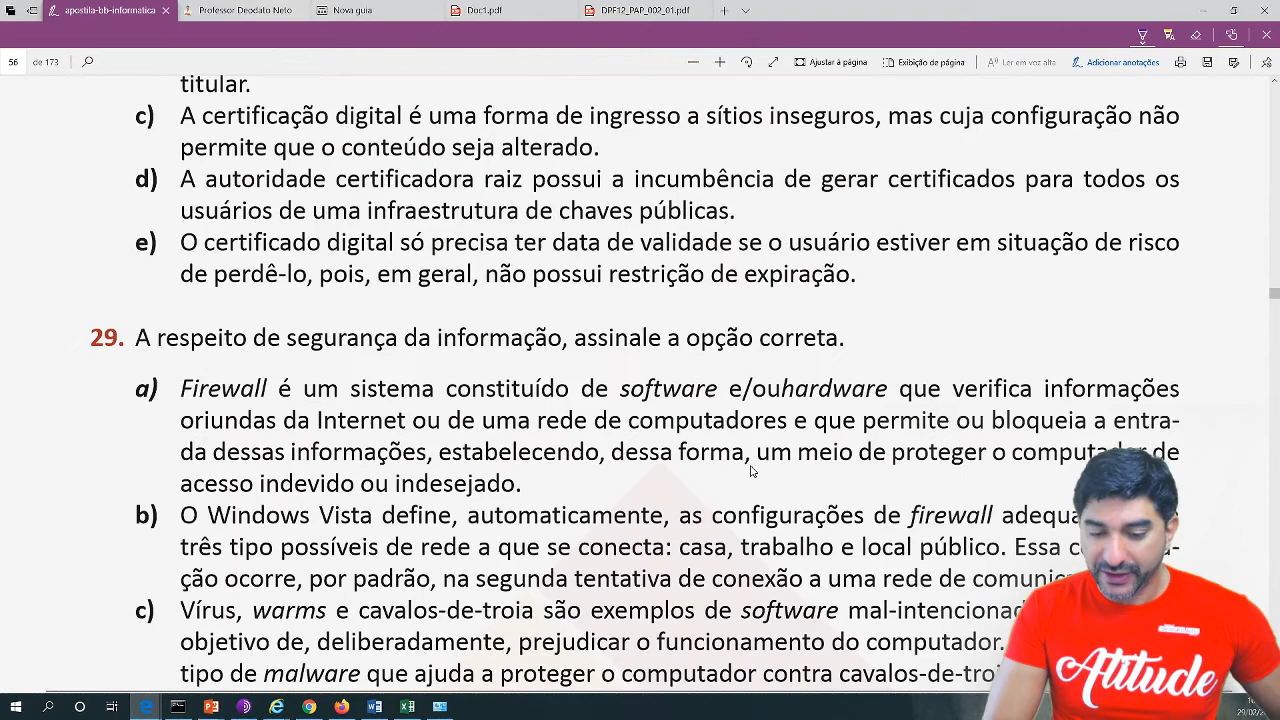 apostila-bb-informatica
Professor Deodato Neto
Nova guia
Doc1.pdf
DPF12_PAP_002_01.pdf
56 de 173
Ajustar à página
Exibição de página
Ler em voz alta
Adicionar anotações
titular.
c) A certificação digital é uma forma de ingresso a sítios inseguros, mas cuja configuração não
permite que o conteúdo seja alterado.
d) A autoridade certificadora raiz possui a incumbência de gerar certificados para todos os
usuários de uma infraestrutura de chaves públicas.
e) O certificado digital só precisa ter data de validade se o usuário estiver em situação de risco
de perdê-lo, pois, em geral, não possui restrição de expiração.
29. A respeito de segurança da informação, assinale a opção correta.
a) Firewall é um sistema constituído de software e/ouhardware que verifica informações
oriundas da Internet ou de uma rede de computadores e que permite ou bloqueia a entra-
da dessas informações, estabelecendo, dessa forma, um meio de proteger o computador de
acesso indevido ou indesejado.
b) O Windows Vista define, automaticamente, as configurações de firewall
três tipo possíveis de rede a que se conecta: casa, trabalho e local público. Essa
ção ocorre, por padrão, na segunda tentativa de conexão a uma rede de
c) Vírus, warms e cavalos-de-troia são exemplos de software
objetivo de, deliberadamente, prejudicar o funcionamento do computador.
tipo de malware que ajuda a proteger o computador contra
Atitude